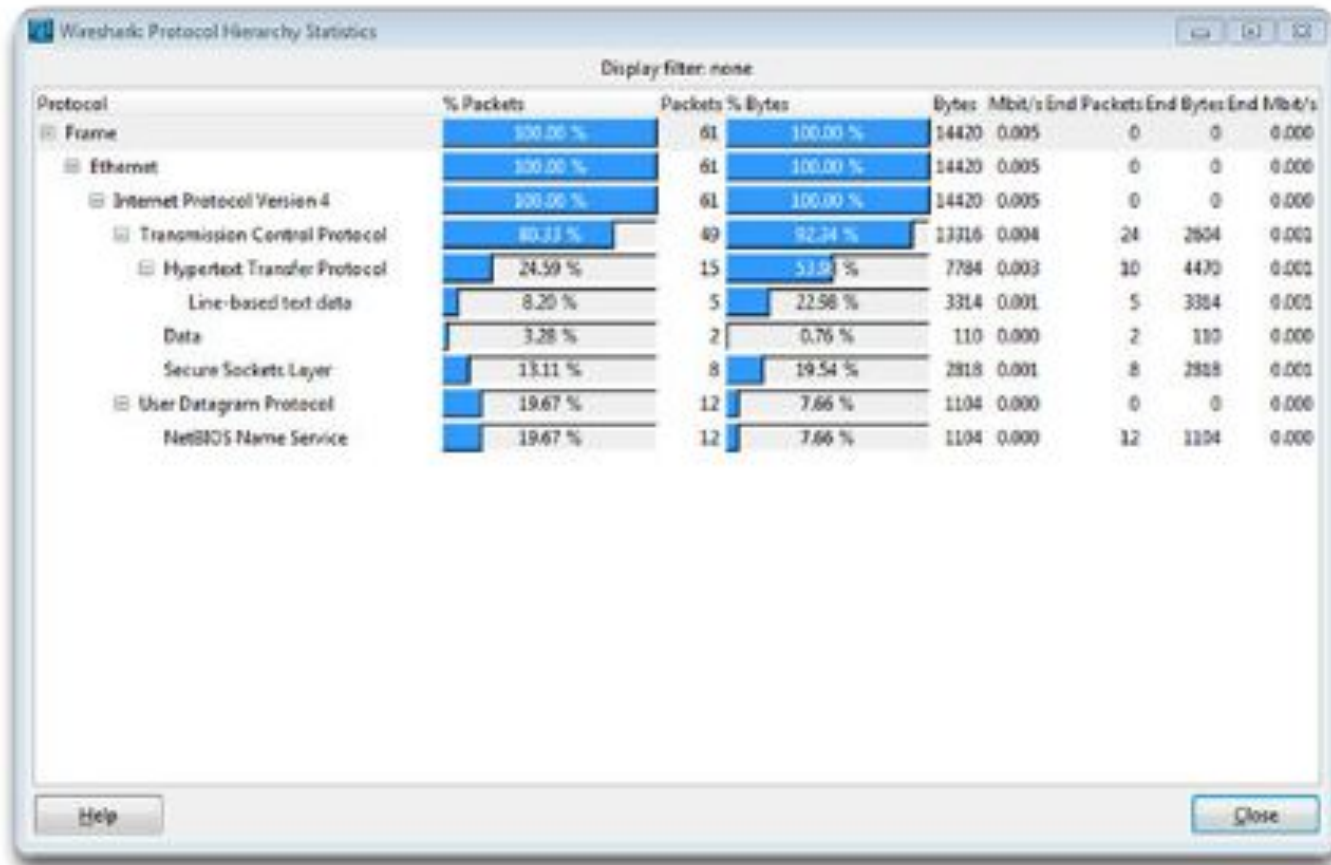 Wireshark: Protocol Hierarchy Statistics
Display filter: none
Protocol % Packets Packets % Bytes Bytes Mbit/s End Packets End Bytes End Mbit/s
Frame 100.00 % 61 100.00 % 14420 0.005 0 0 0.000
Ethernet 100.00 % 61 100.00 % 14420 0.005 0 0 0.000
Internet Protocol Version 4 100.00 % 61 100.00 % 14420 0.005 0 0 0.000
Transmission Control Protocol 80.33 % 49 92.34 % 13316 0.004 24 2604 0.001
Hypertext Transfer Protocol 24.59 % 15 53.98 % 7784 0.003 10 4470 0.001
Line-based text data 8.20 % 5 22.98 % 3314 0.001 5 3314 0.001
Data 3.28 % 2 0.76 % 110 0.000 2 110 0.000
Secure Sockets Layer 13.11 % 8 19.54 % 2818 0.001 8 2818 0.001
User Datagram Protocol 19.67 % 12 7.66 % 1104 0.000 0 0 0.000
NetBIOS Name Service 19.67 % 12 7.66 % 1104 0.000 12 1104 0.000
Help Close